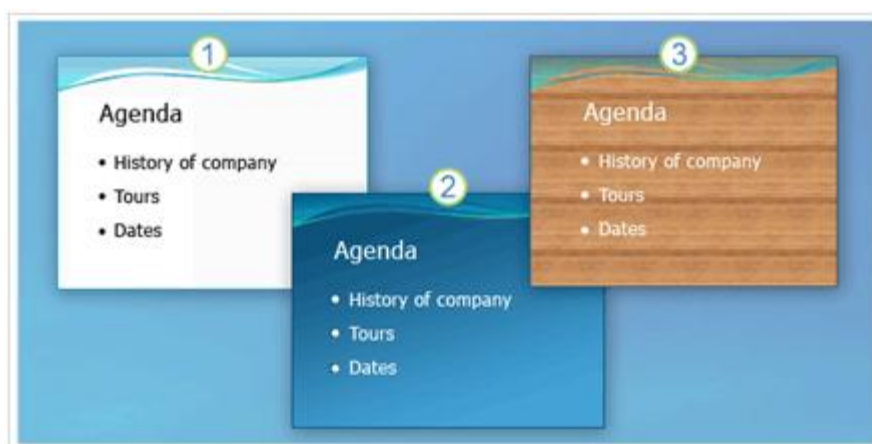 1
Agenda
• History of company
• Tours
• Dates
2
Agenda
• History of company
• Tours
• Dates
3
Agenda
• History of company
• Tours
• Dates